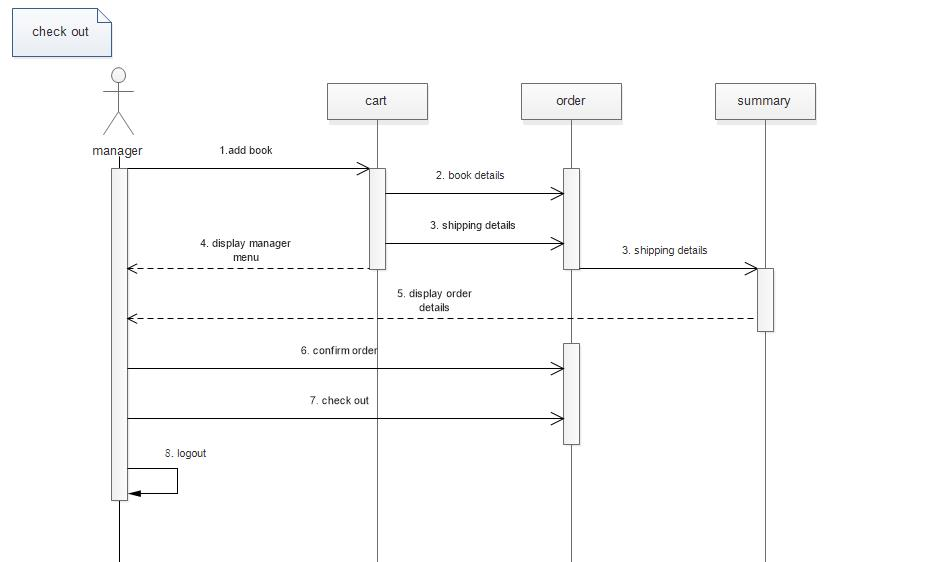 check out
cart
order
summary
manager
1.add book
2. book details
3. shipping details
4. display manager
menu
3. shipping details
5. display order
details
6. confirm order
7. check out
8. logout